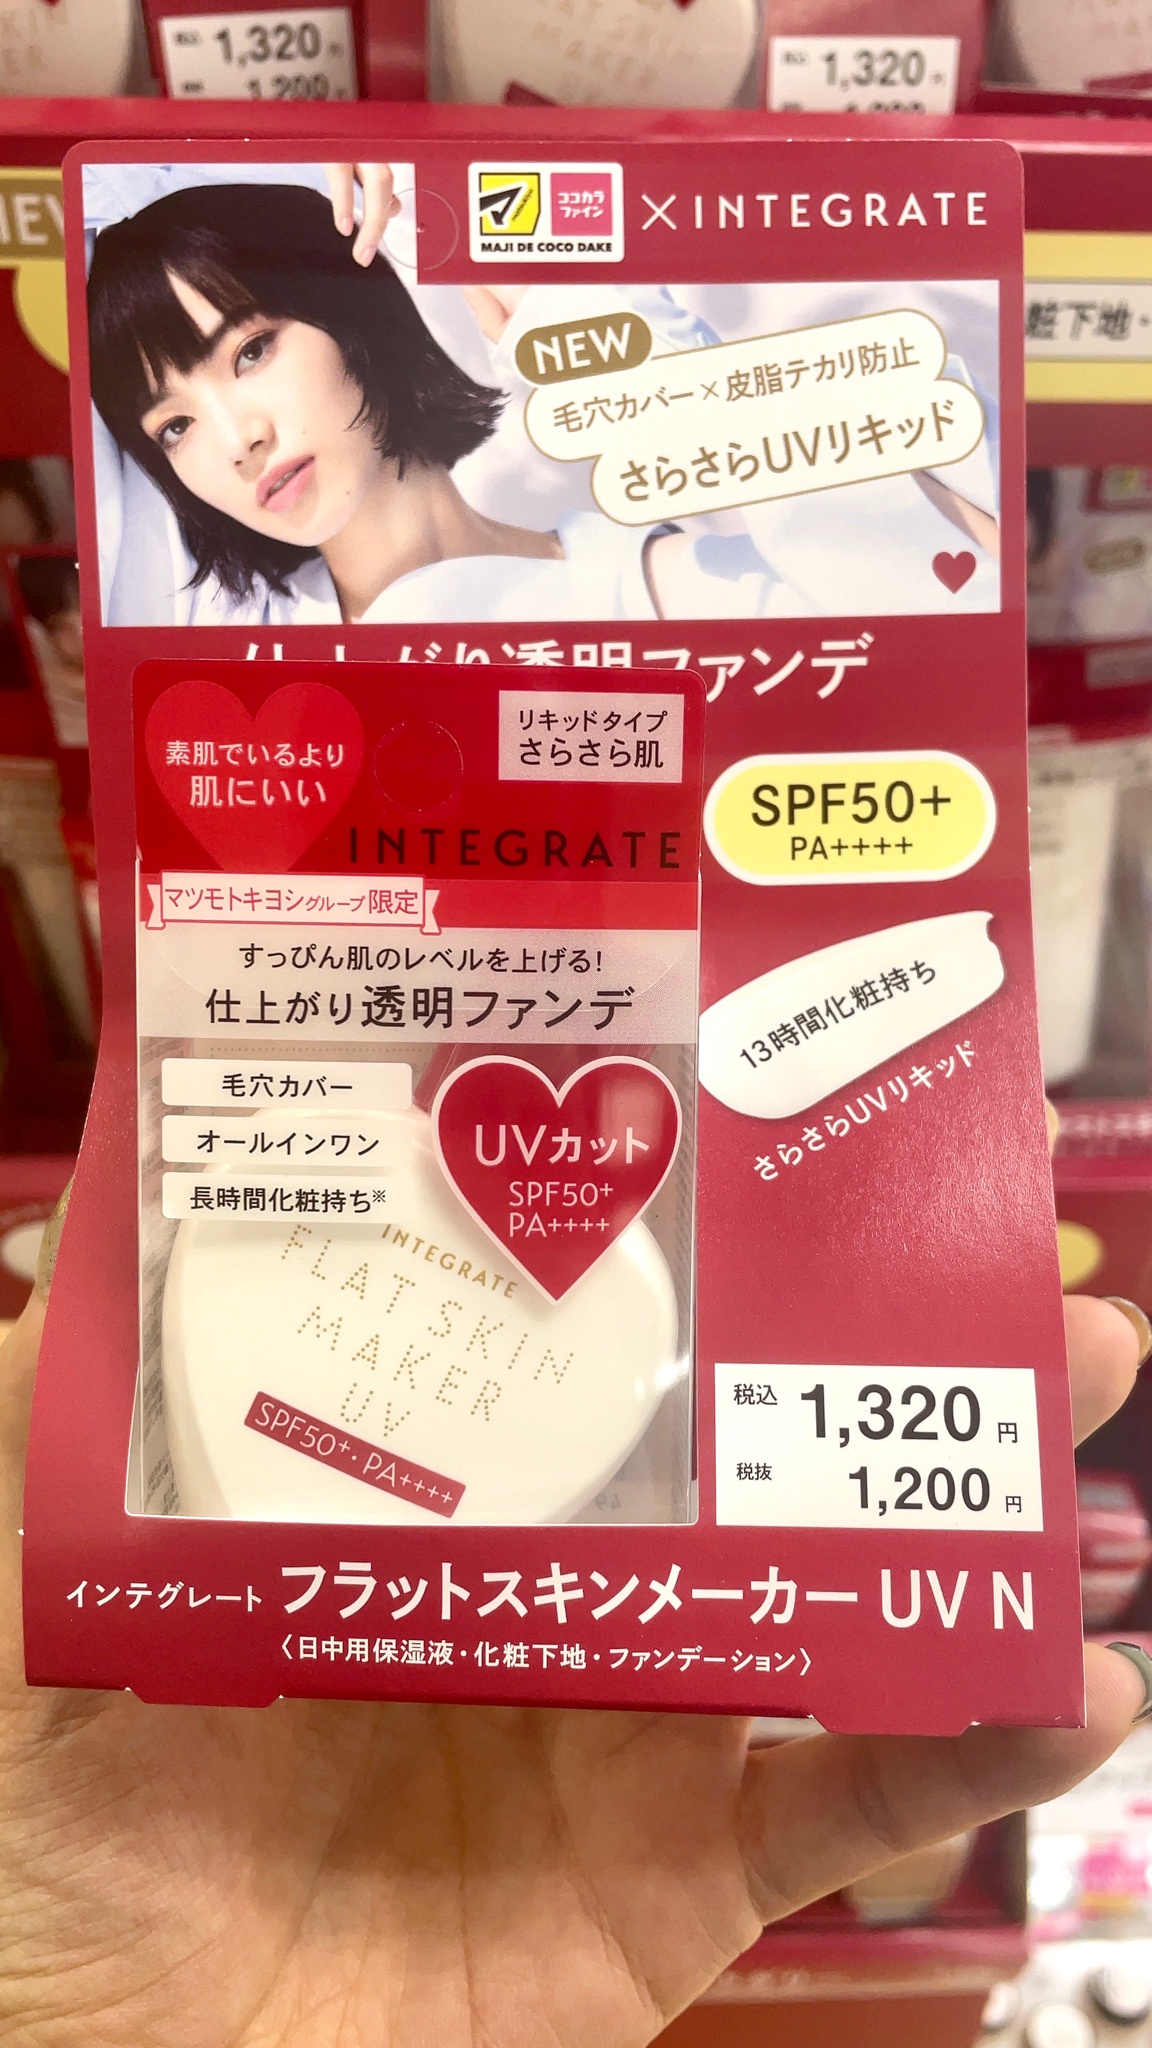 1,320
1,200
1,320
NEW
ココカラ
ファイン
MAJI DE COCO DAKE
× INTEGRATE
NEW
毛穴カバー×皮脂テカリ防止
さらさらUVリキッド
粧下地・
仕上がり透明ファンデ
素肌でいるより
肌にいい
リキッドタイプ
さらさら肌
INTEGRATE
マツモトキヨシグループ限定
すっぴん肌のレベルを上げる!
仕上がり透明ファンデ
毛穴カバー
オールインワン
長時間化粧持ち※
UVカット
SPF50+
PA++++
INTEGRATE
FLAT SKIN
MAKER
UV
SPF50+・PA++++
SPF50+
PA++++
13時間化粧持ち
さらさらUVリキッド
税込 1,320 円
税抜 1,200 円
インテグレート フラットスキンメーカー UV N
〈日中用保湿液・化粧下地・ファンデーション〉